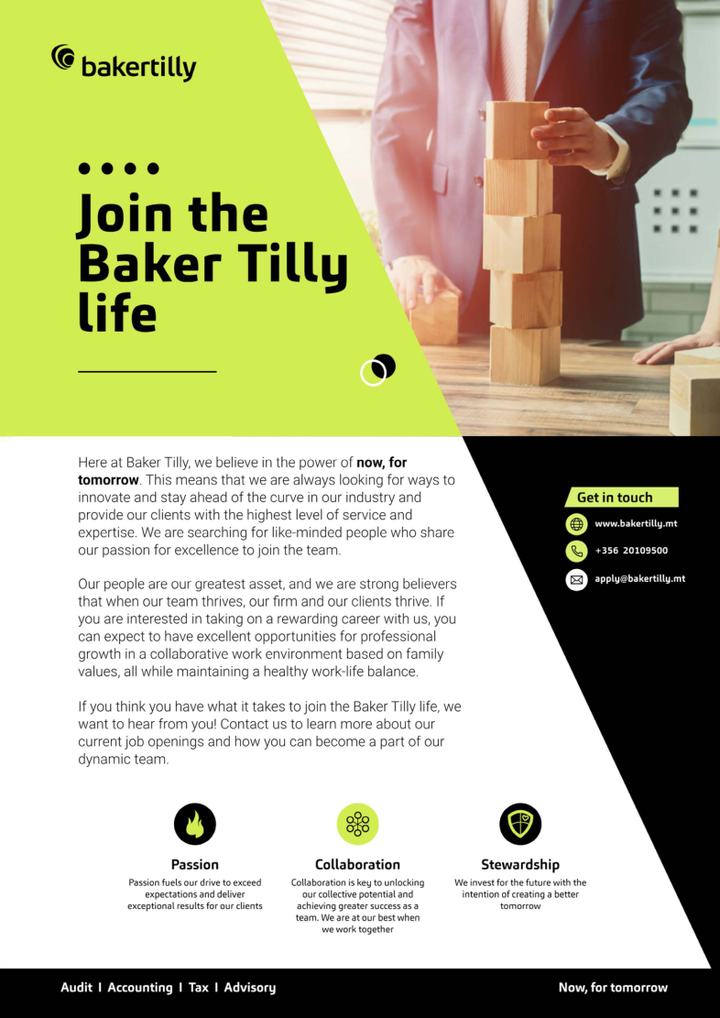 bakertilly
Join the
Baker Tilly
life
Here at Baker Tilly, we believe in the power of now, for
tomorrow. This means that we are always looking for ways to
innovate and stay ahead of the curve in our industry and
provide our clients with the highest level of service and
expertise. We are searching for like-minded people who share
our passion for excellence to join the team.
Our people are our greatest asset, and we are strong believers
that when our team thrives, our firm and our clients thrive. If
you are interested in taking on a rewarding career with us, you
can expect to have excellent opportunities for professional
growth in a collaborative work environment based on family
values, all while maintaining a healthy work-life balance.
If you think you have what it takes to join the Baker Tilly life, we
want to hear from you! Contact us to learn more about our
current job openings and how you can become a part of our
dynamic team.
Get in touch
www.bakertilly.mt
+356 20109500
apply@bakertilly.mt
Passion
Passion fuels our drive to exceed
expectations and deliver
exceptional results for our clients
Collaboration
Collaboration is key to unlocking
our collective potential and
achieving greater success as a
team. We are at our best when
we work together
Stewardship
We invest for the future with the
intention of creating a better
tomorrow
Audit I Accounting I Tax I Advisory
Now, for tomorrow